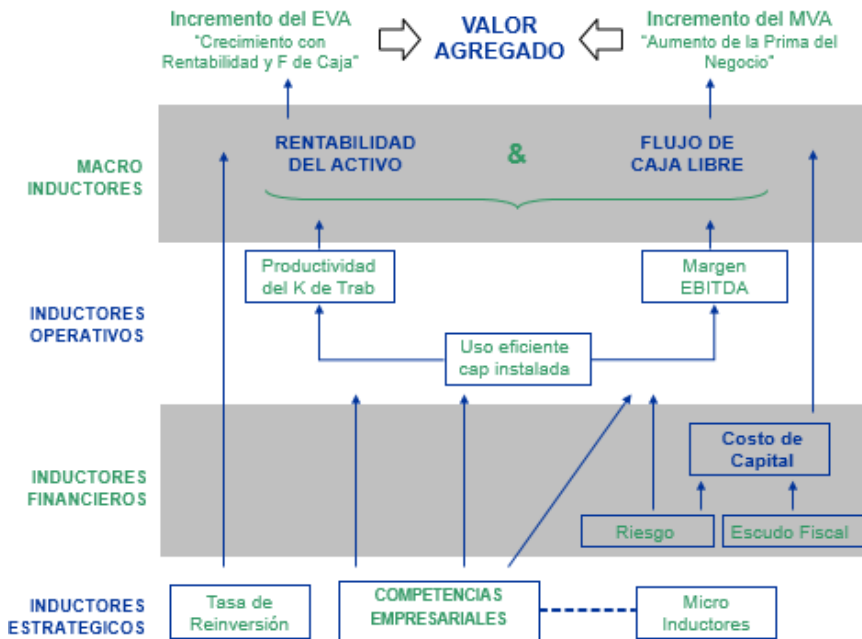 Incremento del EVA
"Crecimiento con
Rentabilidad y F de Caja"
VALOR
AGREGADO
Incremento del MVA
"Aumento de la Prima del
Negocio"
MACRO
INDUCTORES
RENTABILIDAD
DEL ACTIVO
&
FLUJO DE
CAJA LIBRE
INDUCTORES
OPERATIVOS
Productividad
del K de Trab
Margen
EBITDA
Uso eficiente
cap instalada
INDUCTORES
FINANCIEROS
Costo de
Capital
Riesgo
Escudo Fiscal
INDUCTORES
ESTRATEGICOS
Tasa de
Reinversión
COMPETENCIAS
EMPRESARIALES
Micro
Inductores